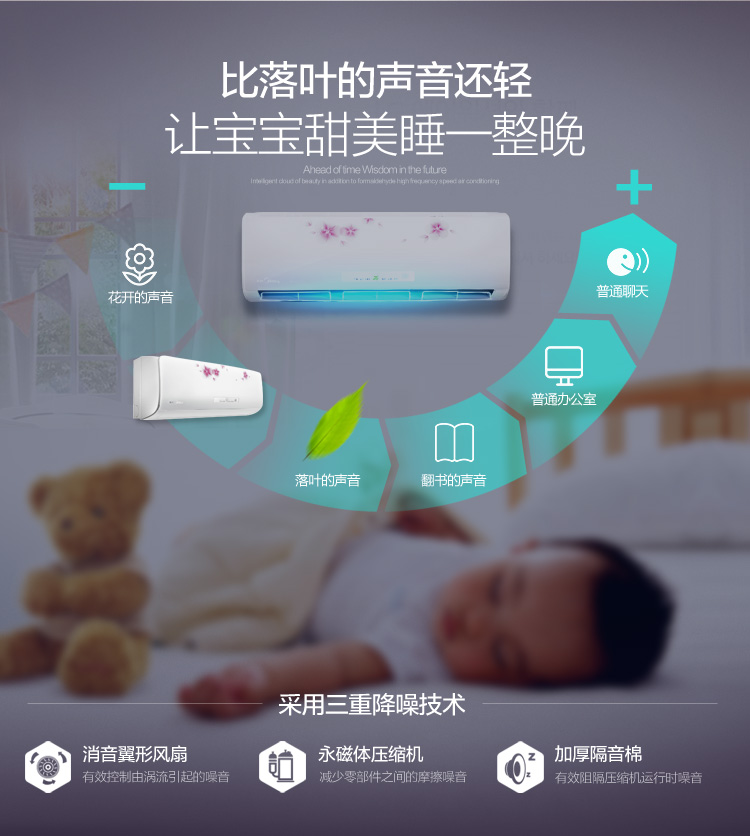 比落叶的声音还轻
让宝宝甜美睡一整晚
Ahead of time Wisdom in the future
Intelligent cloud of beauty in addition to formaldehyde high frequency speed air conditioning
花开的声音
普通聊天
普通办公室
落叶的声音
翻书的声音
采用三重降噪技术
消音翼形风扇
有效控制由涡流引起的噪音
永磁体压缩机
减少零部件之间的摩擦噪音
加厚隔音棉
有效阻隔压缩机运行时噪音
z
z